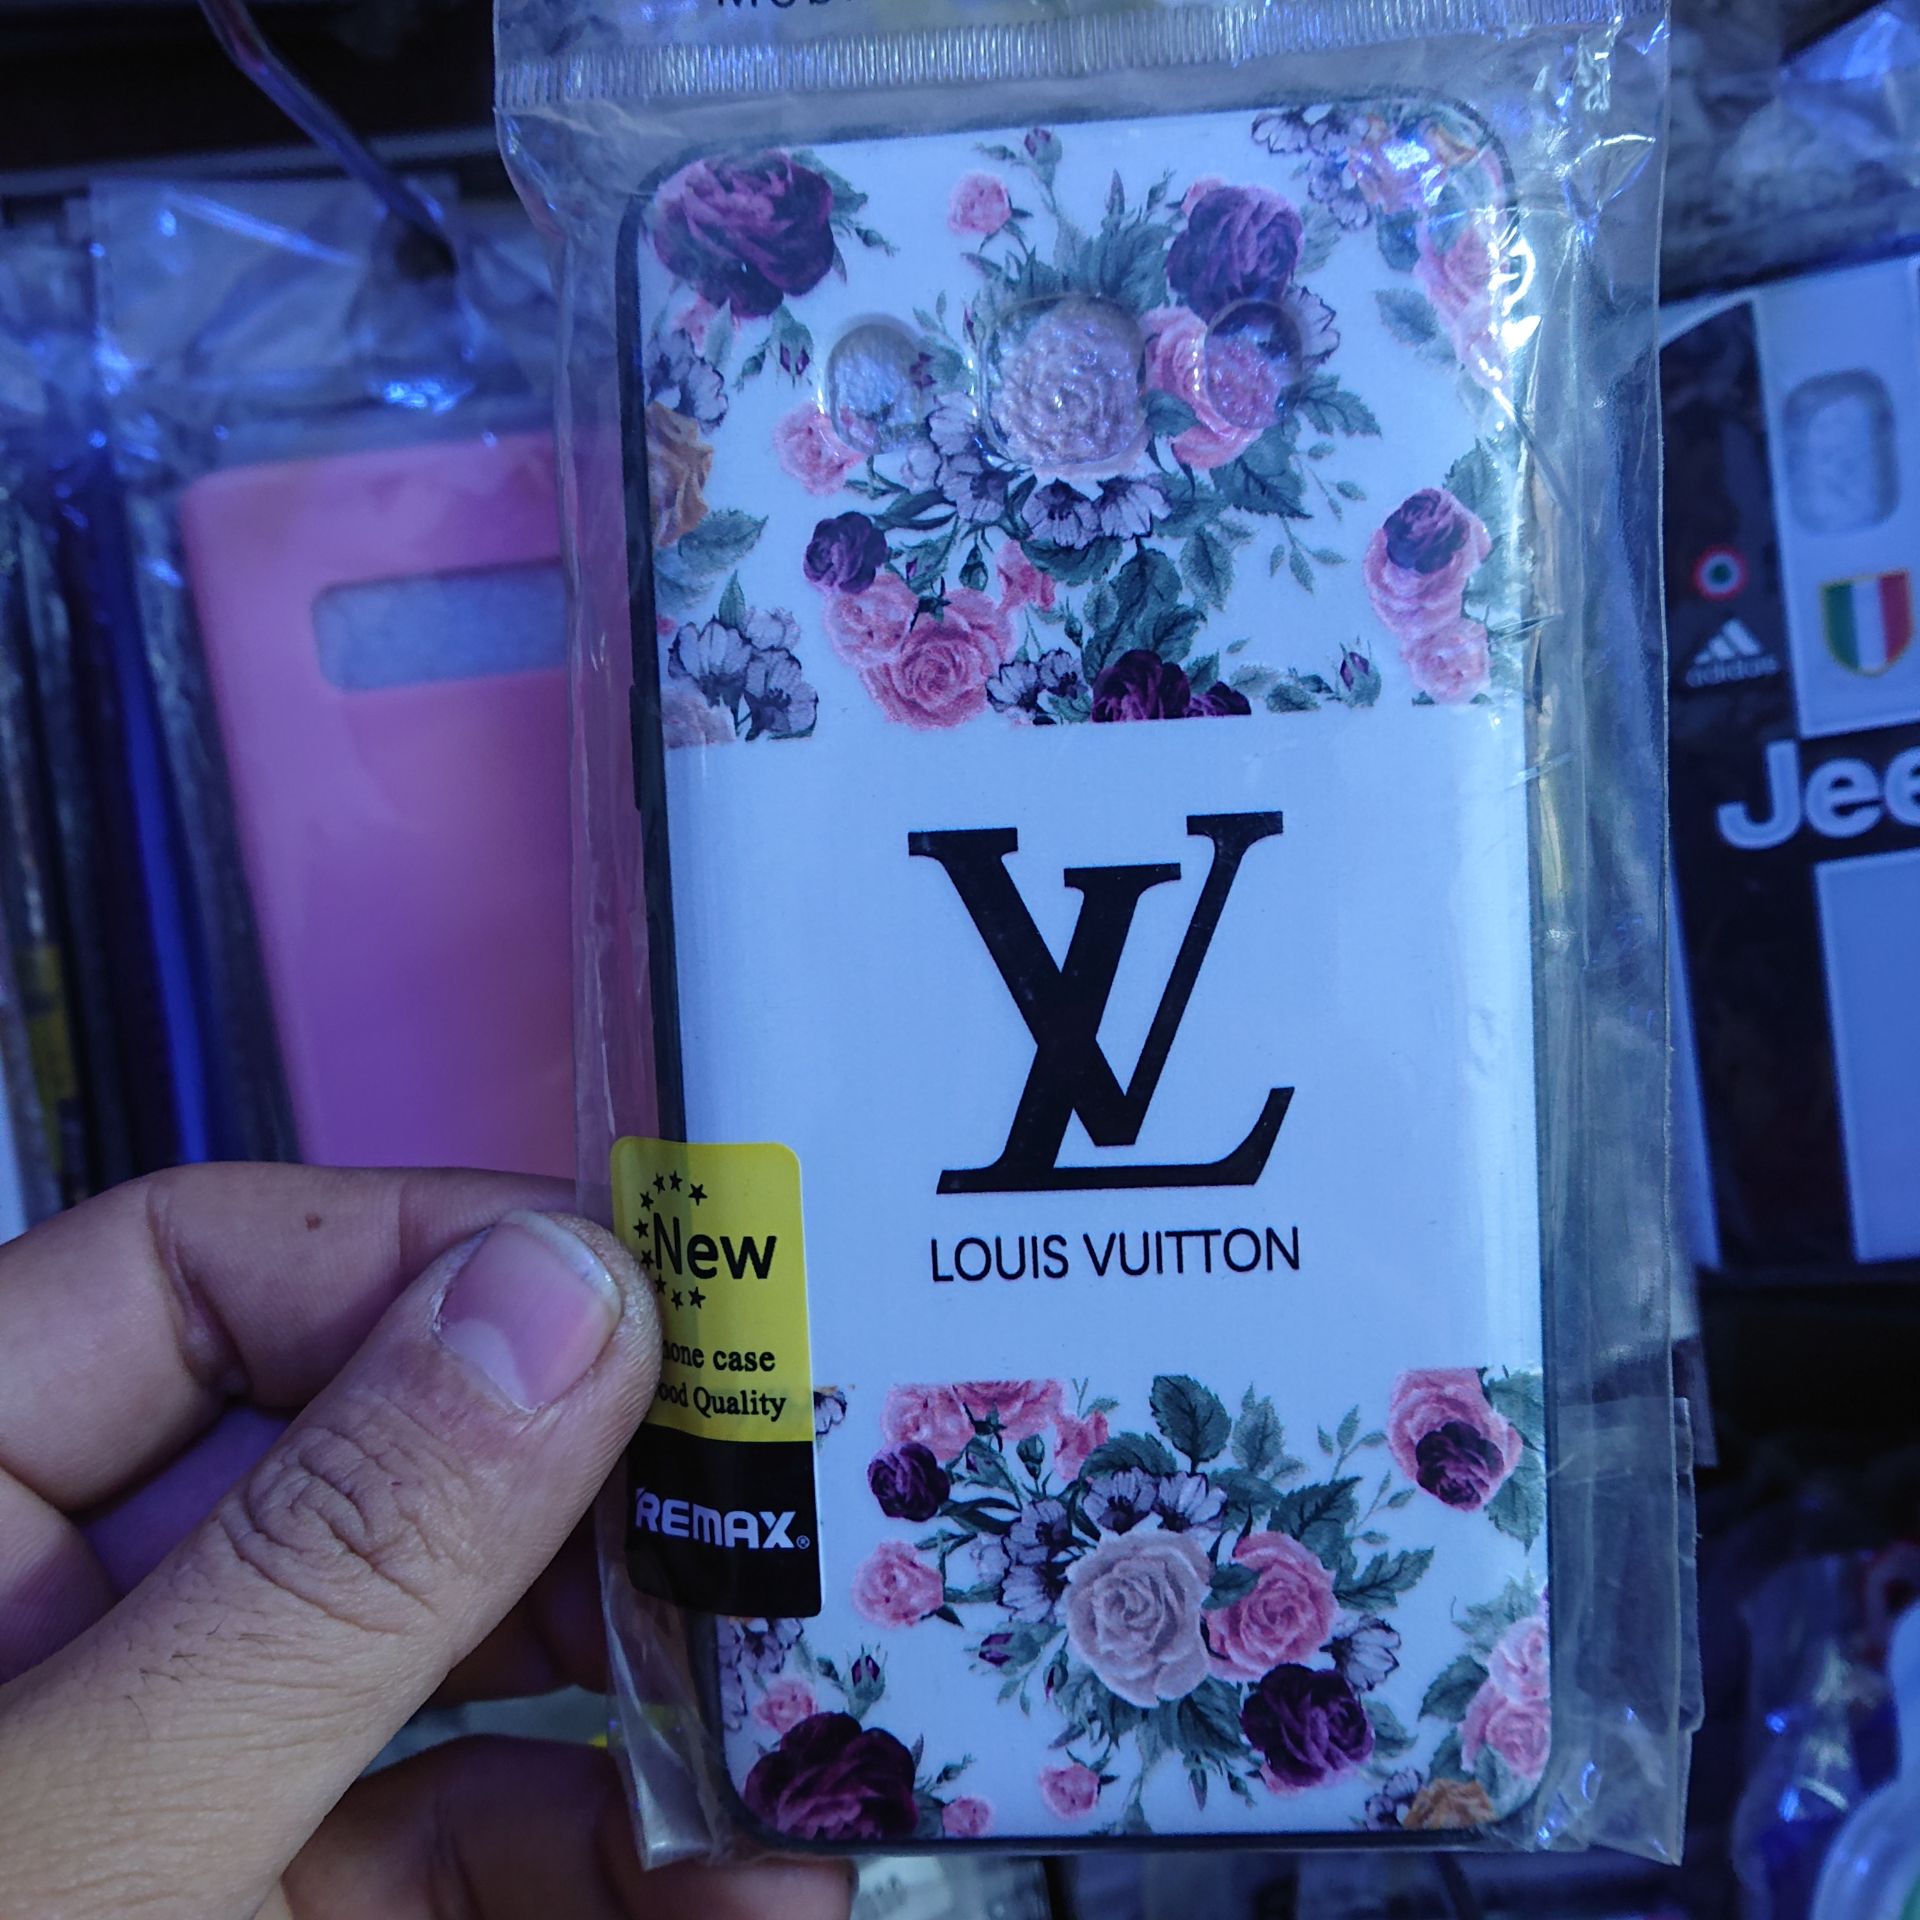 LV
LOUIS VUITTON
New
hone case
ood Quality
REMAX®
adidas
Jee